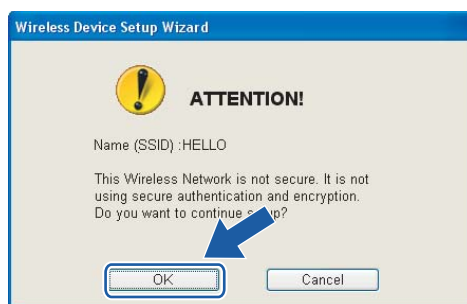 Wireless Device Setup Wizard
ATTENTION!
Name (SSID) :HELLO
This Wireless Network is not secure. It is not
using secure authentication and encryption.
Do you want to continue setup?
OK
Cancel